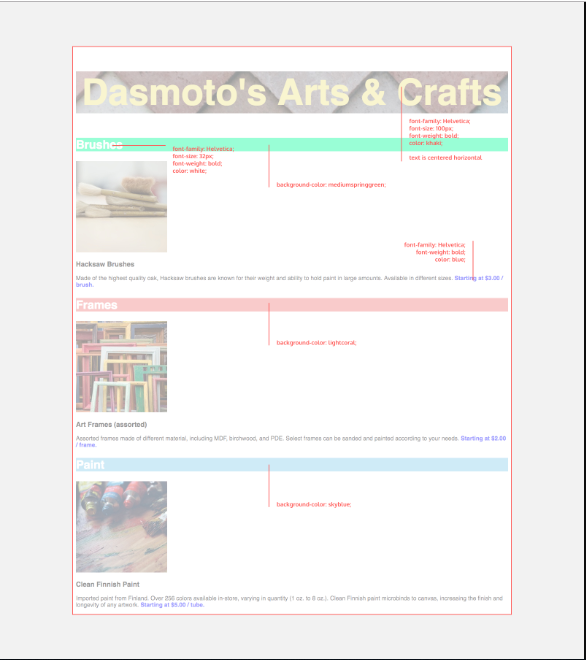 Dasmoto's Arts & Crafts
font-family: Helvetica;
font-size: 100px;
font-weight: bold;
color: khaki;
text is centered horizontal
Brushes
font-family: Helvetica;
font-size: 32px;
font-weight: bold;
color: white;
background-color: mediumspringgreen;
font-family: Helvetica;
font-weight: bold;
color: blue;
Hacksaw Brushes
Made of the highest quality oak, Hacksaw brushes are known for their weight and ability to hold paint in large amounts. Available in different sizes. Starting at $3.00 /
brush.
Frames
background-color: lightcoral;
Art Frames (assorted)
Assorted frames made of different material, including MDF, birchwood, and PDE. Select frames can be sanded and painted according to your needs. Starting at $2.00
/ frame.
Paint
background-color: skyblue;
Clean Finnish Paint
Imported paint from Finland. Over 256 colors available in-store, varying in quantity (1 oz. to 8 oz.). Clean Finnish paint microbinds to canvas, increasing the finish and
longevity of any artwork. Starting at $5.00 / tube.